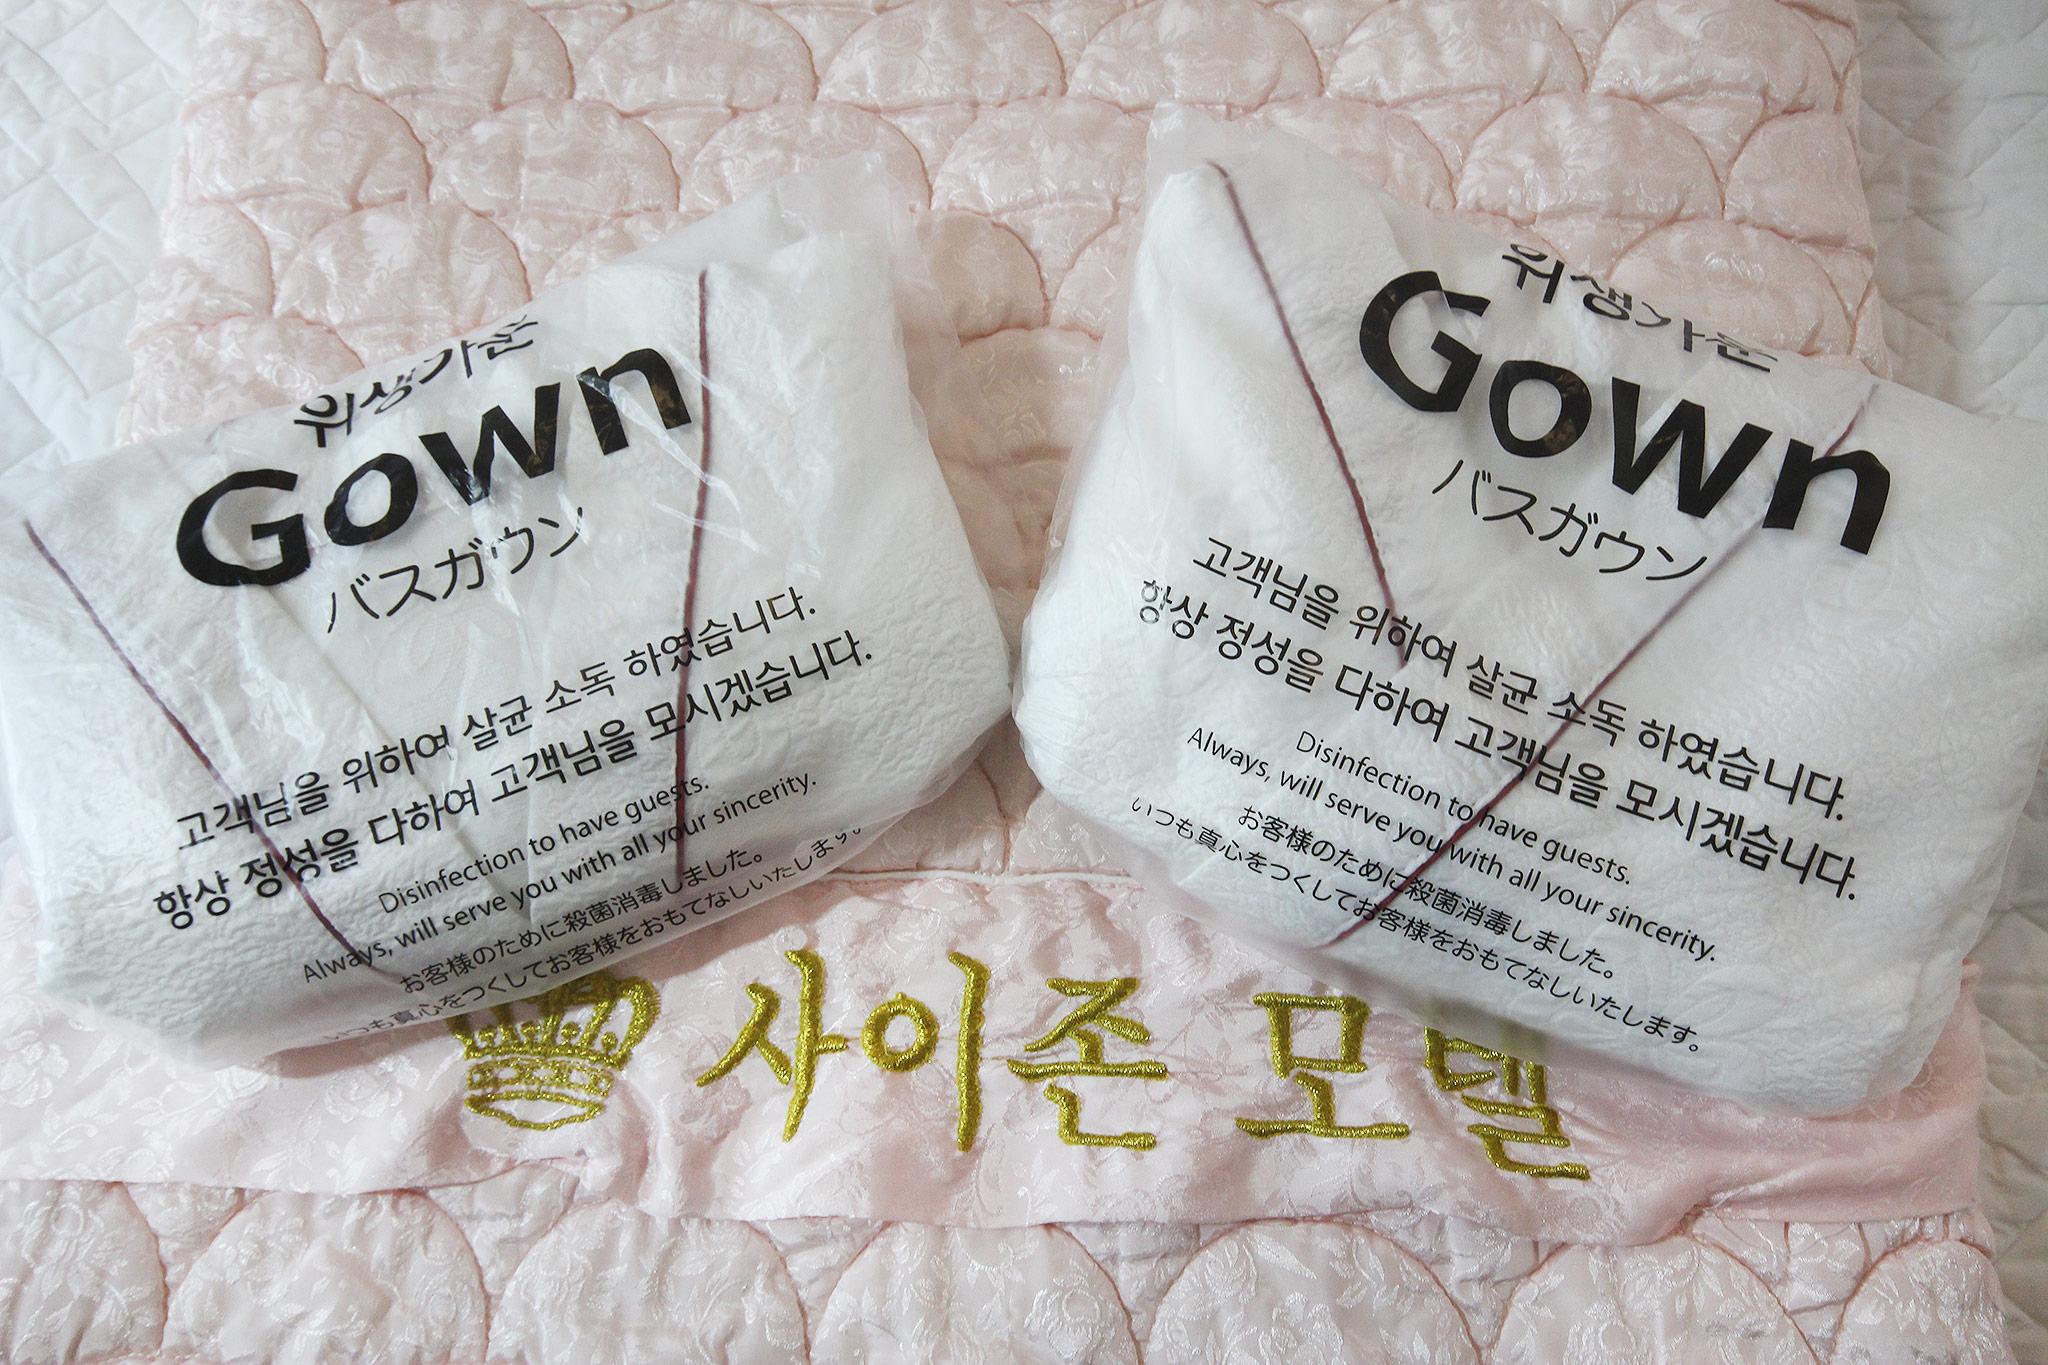 위생가운
Gown
バスガウン
고객님을 위하여 살균 소독 하였습니다.
항상 정성을 다하여 고객님을 모시겠습니다.
Disinfection to have guests.
Always, will serve you with all your sincerity.
お客様のために殺菌消毒しました。
いつも真心をつくしてお客様をおもてなしいたします。
위생가운
Gown
バスガウン
고객님을 위하여 살균 소독 하였습니다.
항상 정성을 다하여 고객님을 모시겠습니다.
Disinfection to have guests.
Always, will serve you with all your sincerity.
お客様のために殺菌消毒しました。
いつも真心をつくしてお客様をおもてなしいたします。
사이존 모텔